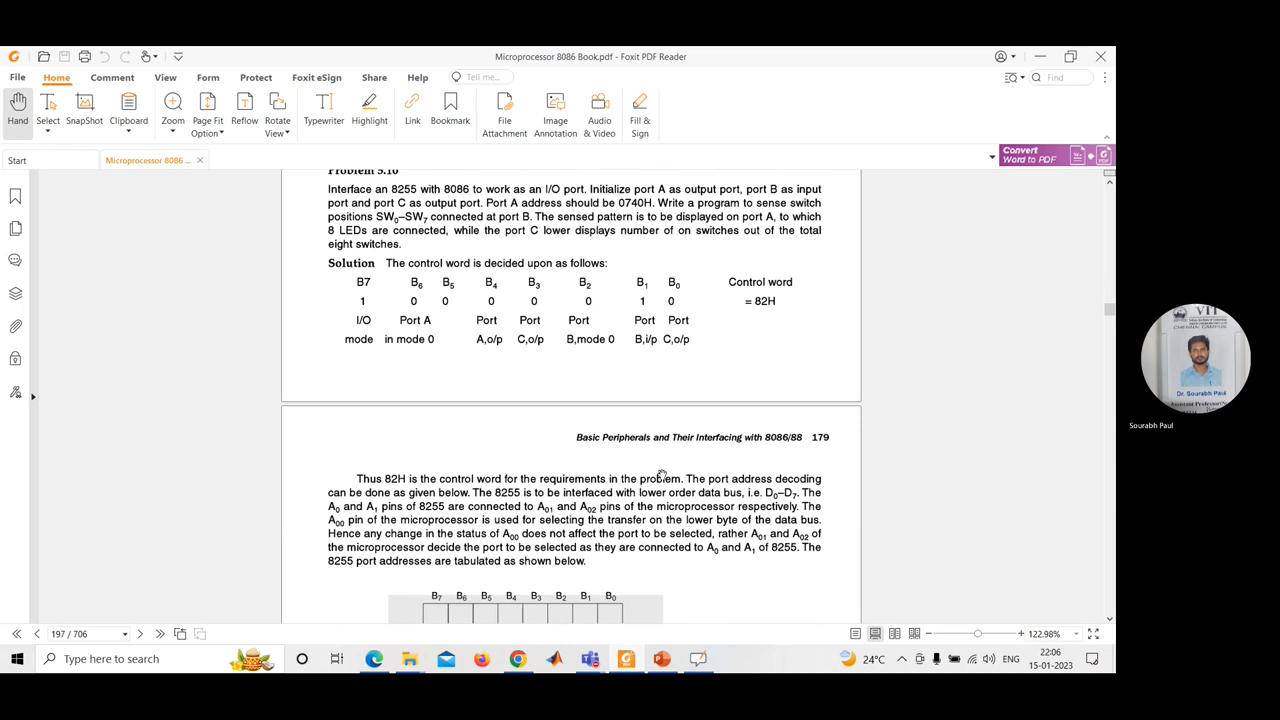 Microprocessor 8086 Book.pdf - Foxit PDF Reader
File Home Comment View Form Protect Foxit eSign Share Help Tell me... Find
Hand Select SnapShot Clipboard Zoom Page Fit Option Reflow Rotate View Typewriter Highlight Link Bookmark File Attachment Image Annotation Audio & Video Fill & Sign
Start Microprocessor 8086 ... Convert Word to PDF
Problem 5.10
Interface an 8255 with 8086 to work as an I/O port. Initialize port A as output port, port B as input
port and port C as output port. Port A address should be 0740H. Write a program to sense switch
positions SW0–SW7 connected at port B. The sensed pattern is to be displayed on port A, to which
8 LEDs are connected, while the port C lower displays number of on switches out of the total
eight switches.
Solution The control word is decided upon as follows:
B7 B6 B5 B4 B3 B2 B1 B0 Control word
1 0 0 0 0 0 1 0 = 82H
I/O Port A Port Port Port Port Port
mode in mode 0 A,o/p C,o/p B,mode 0 B,i/p C,o/p
Basic Peripherals and Their Interfacing with 8086/88 179
Thus 82H is the control word for the requirements in the problem. The port address decoding
can be done as given below. The 8255 is to be interfaced with lower order data bus, i.e. D0–D7. The
A0 and A1 pins of 8255 are connected to A01 and A02 pins of the microprocessor respectively. The
A00 pin of the microprocessor is used for selecting the transfer on the lower byte of the data bus.
Hence any change in the status of A00 does not affect the port to be selected, rather A01 and A02 of
the microprocessor decide the port to be selected as they are connected to A0 and A1 of 8255. The
8255 port addresses are tabulated as shown below.
B7 B6 B5 B4 B3 B2 B1 B0
197 / 706 122.98%
Type here to search 24°C ENG 22:06
15-01-2023
VIT
CHENNAI CAMPUS
Dr. Sourabh Paul
Assistant Professor
Sourabh Paul